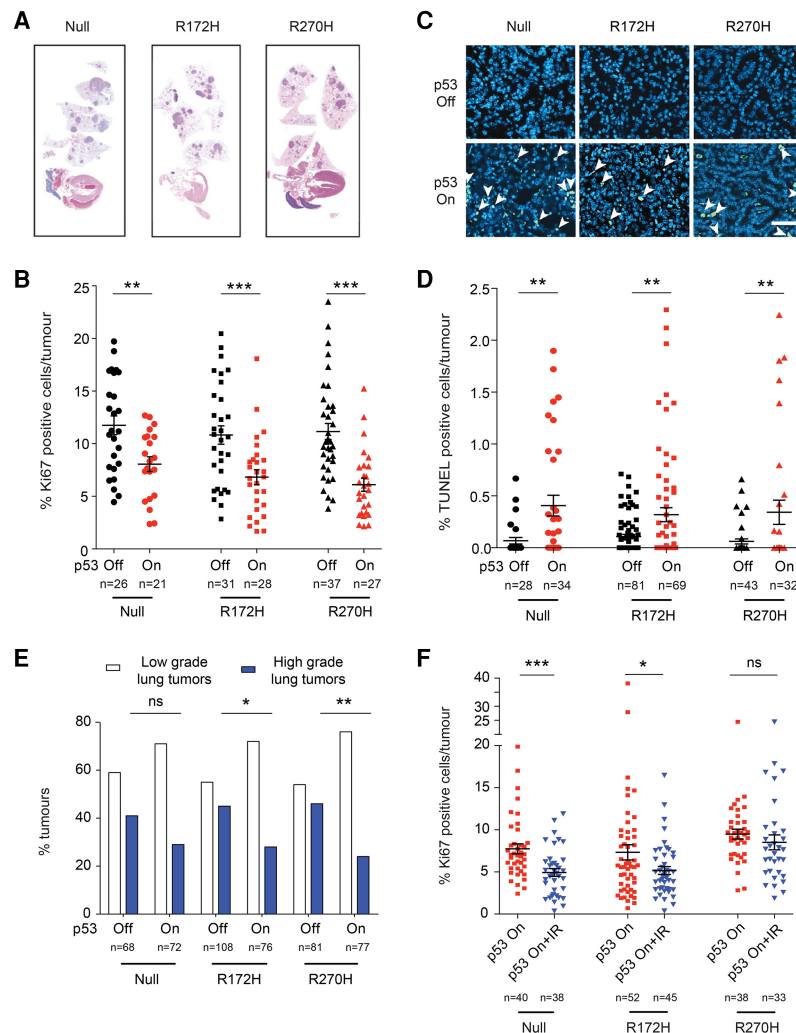 A
Null
R172H
R270H
C
Null
R172H
R270H
p53
Off
p53
On
B
% Ki67 positive cells/tumour
25
20
15
10
5
0
**
***
***
p53
Off
On
Off
On
Off
On
n=26
n=21
n=31
n=28
n=37
n=27
Null
R172H
R270H
D
% TUNEL positive cells/tumour
2.5
2.0
1.5
1.0
0.5
0.0
**
**
**
p53
Off
On
Off
On
Off
On
n=28
n=34
n=81
n=69
n=43
n=32
Null
R172H
R270H
E
Low grade
lung tumors
High grade
lung tumors
% tumours
80
60
40
20
0
ns
*
**
p53
Off
On
Off
On
Off
On
n=68
n=72
n=108
n=76
n=81
n=77
Null
R172H
R270H
F
% Ki67 positive cells/tumour
40
35
30
25
20
15
10
5
0
***
*
ns
p53 On
p53 On+IR
p53 On
p53 On+IR
p53 On
p53 On+IR
n=40
n=38
n=52
n=45
n=38
n=33
Null
R172H
R270H